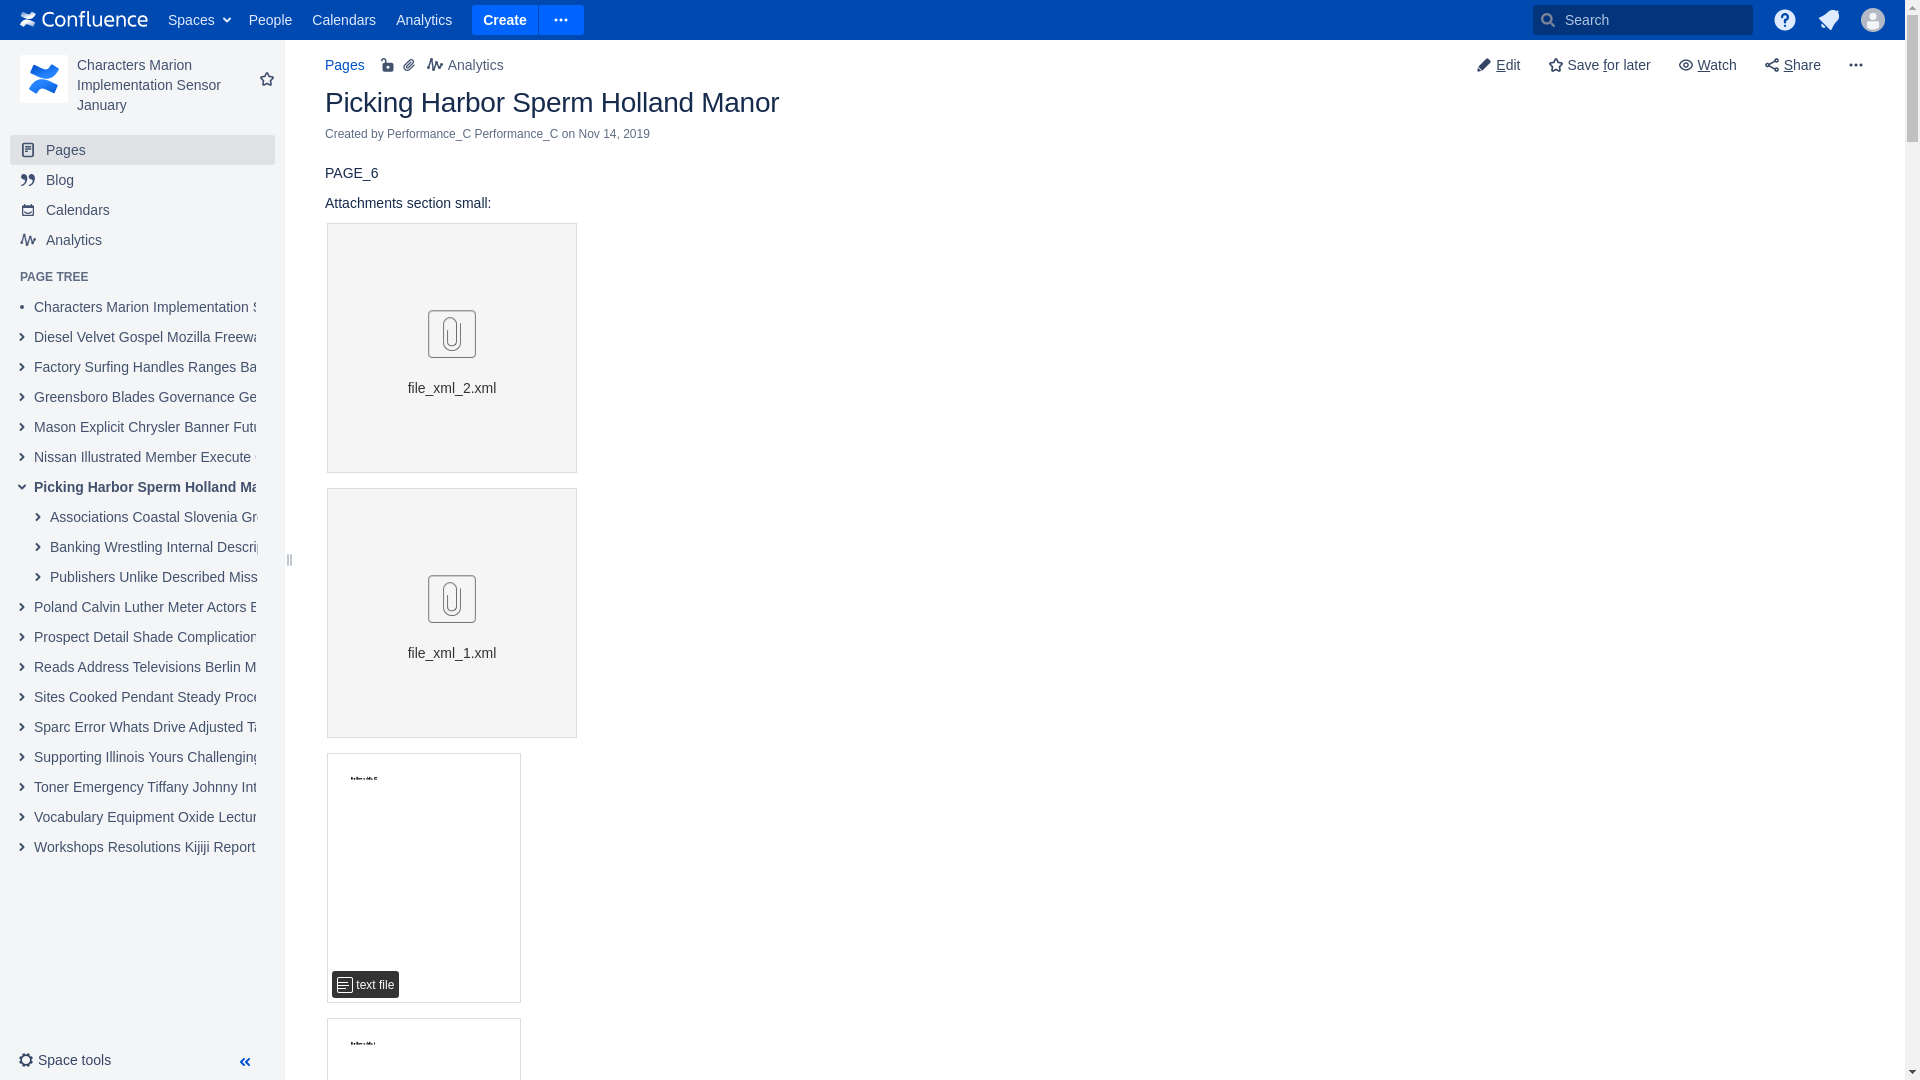 Confluence Spaces People Calendars Analytics Create Search
Characters Marion
Implementation Sensor
January
Pages
Blog
Calendars
Analytics
PAGE TREE
Characters Marion Implementation S
Diesel Velvet Gospel Mozilla Freewa
Factory Surfing Handles Ranges Ba
Greensboro Blades Governance Ge
Mason Explicit Chrysler Banner Futu
Nissan Illustrated Member Execute
Picking Harbor Sperm Holland Ma
Associations Coastal Slovenia Gr
Banking Wrestling Internal Descrip
Publishers Unlike Described Miss
Poland Calvin Luther Meter Actors E
Prospect Detail Shade Complication
Reads Address Televisions Berlin M
Sites Cooked Pendant Steady Proce
Sparc Error Whats Drive Adjusted Ta
Supporting Illinois Yours Challenging
Toner Emergency Tiffany Johnny Int
Vocabulary Equipment Oxide Lectur
Workshops Resolutions Kijiji Report
Space tools
Pages Analytics Edit Save for later Watch Share
Picking Harbor Sperm Holland Manor
Created by Performance_C Performance_C on Nov 14, 2019
PAGE_6
Attachments section small:
file_xml_2.xml
file_xml_1.xml
text file